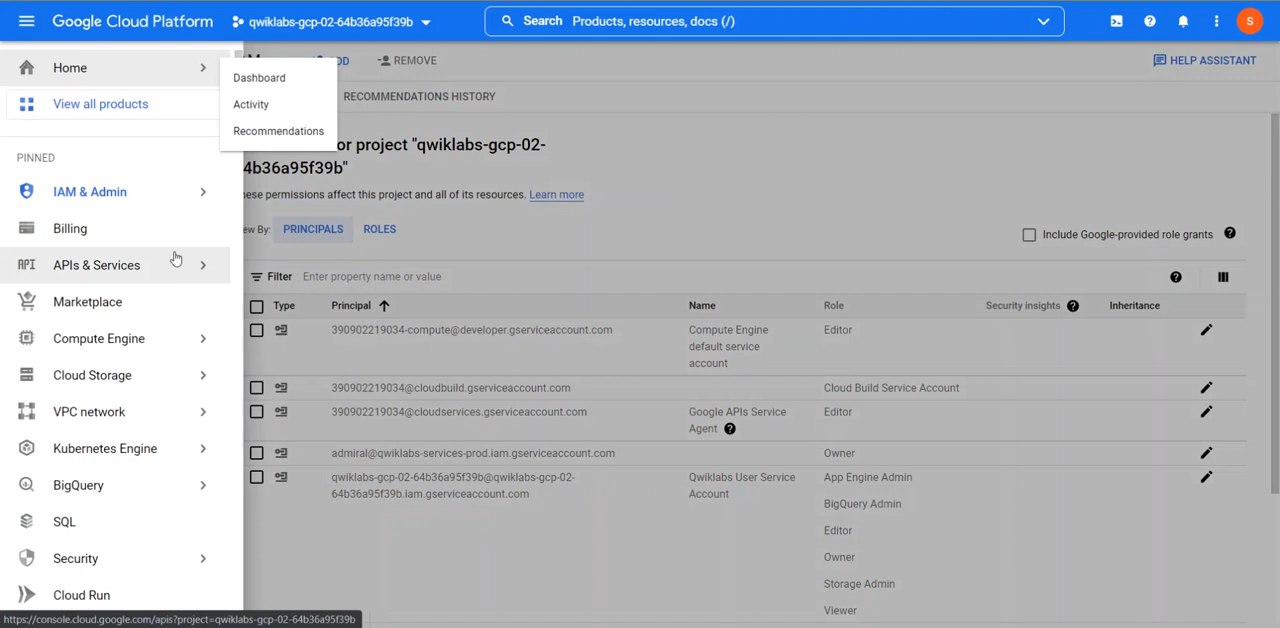 Google Cloud Platform
qwiklabs-gcp-02-64b36a95f39b
Search Products, resources, docs (/)
S
Home
View all products
PINNED
IAM & Admin
Billing
API APIs & Services
Marketplace
Compute Engine
Cloud Storage
VPC network
Kubernetes Engine
BigQuery
SQL
Security
Cloud Run
https://console.cloud.google.com/apis?project=qwiklabs-gcp-02-64b36a95f39b
Dashboard
Activity
Recommendations
REMOVE
HELP ASSISTANT
RECOMMENDATIONS HISTORY
or project "qwiklabs-gcp-02-
4b36a95f39b"
hese permissions affect this project and all of its resources. Learn more
ew By: PRINCIPALS ROLES
Include Google-provided role grants
Filter Enter property name or value
Type Principal Name Role Security insights Inheritance
390902219034-compute@developer.gserviceaccount.com Compute Engine Editor
default service
account
390902219034@cloudbuild.gserviceaccount.com Cloud Build Service Account
390902219034@cloudservices.gserviceaccount.com Google APIs Service Editor
Agent
admiral@qwiklabs-services-prod.iam.gserviceaccount.com Owner
qwiklabs-gcp-02-64b36a95f39b@qwiklabs-gcp-02- Qwiklabs User Service App Engine Admin
64b36a95f39b.iam.gserviceaccount.com Account
BigQuery Admin
Editor
Owner
Storage Admin
Viewer